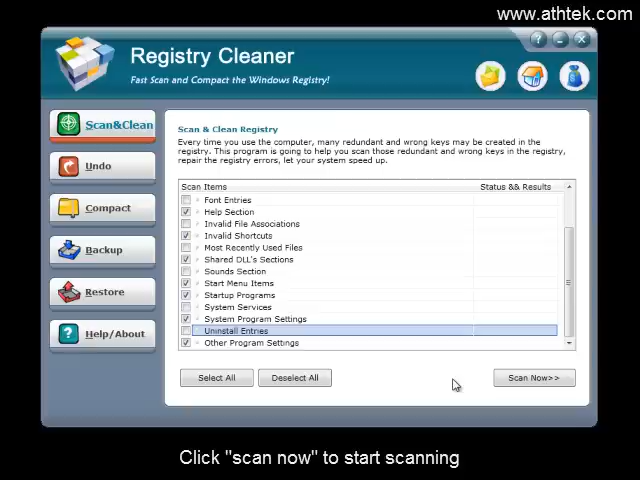 www.athtek.com
Registry Cleaner
Fast Scan and Compact the Windows Registry!
Scan&Clean
Undo
Compact
Backup
Restore
Help/About
Scan & Clean Registry
Every time you use the computer, many redundant and wrong keys may be created in the
registry. This program is going to help you scan those redundant and wrong keys in the registry,
repair the registry errors, let your system speed up.
Scan Items Status && Results
Font Entries
Help Section
Invalid File Associations
Invalid Shortcuts
Most Recently Used Files
Shared DLL's Sections
Sounds Section
Start Menu Items
Startup Programs
System Services
System Program Settings
Uninstall Entries
Other Program Settings
Select All Deselect All Scan Now>>
Click "scan now" to start scanning